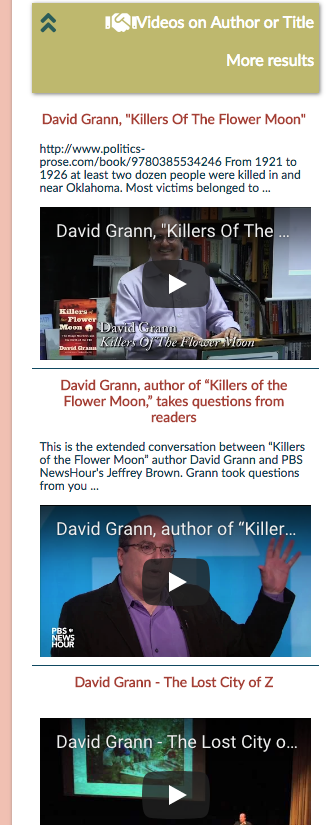 Videos on Author or Title
More results
David Grann, "Killers Of The Flower Moon"
http://www.politics-
prose.com/book/9780385534246 From 1921 to
1926 at least two dozen people were killed in and
near Oklahoma. Most victims belonged to ...
David Grann, "Killers Of The ...
Killers
of the
Flower
Moon
David Grann
David Grann
Killers Of The Flower Moon
David Grann, author of “Killers of the
Flower Moon,” takes questions from
readers
This is the extended conversation between “Killers
of the Flower Moon” author David Grann and PBS
NewsHour's Jeffrey Brown. Grann took questions
from you ...
David Grann, author of “Killer...
PBS
NEWS
HOUR
David Grann - The Lost City of Z
David Grann - The Lost City o...